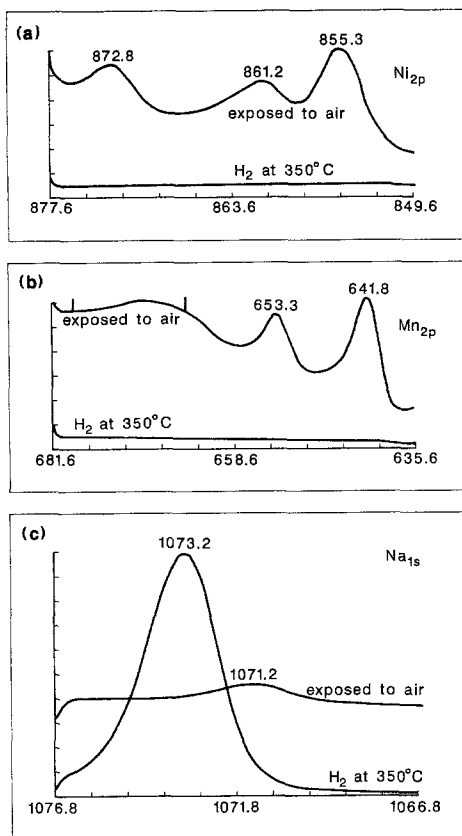 (a)
872.8
861.2
855.3
Ni2p
exposed to air
H2 at 350°C
877.6 863.6 849.6
(b)
exposed to air
653.3
641.8
Mn2p
H2 at 350°C
681.6 658.6 635.6
(c)
1073.2
Na1s
1071.2
exposed to air
H2 at 350°C
1076.8 1071.8 1066.8